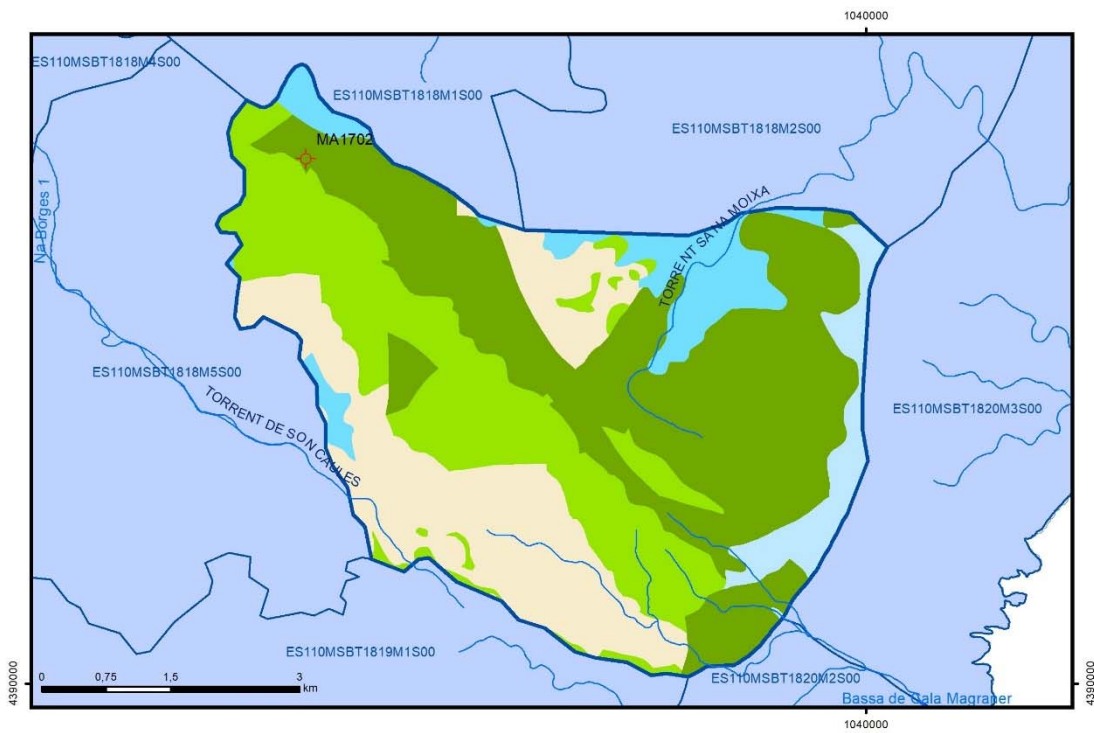 1040000
ES110MSBT1818M4S00
ES110MSBT1818M1S00
ES110MSBT1818M2S00
MA1702
TORRENT SA NA MOIXA
Na Borges 1
ES110MSBT1818M5S00
TORRENT DE SON CAULES
ES110MSBT1820M3S00
ES110MSBT1819M1S00
ES110MSBT1820M2S00
Bassa de Cala Magraner
4390000
0 0,75 1,5 3
km
4390000
1040000